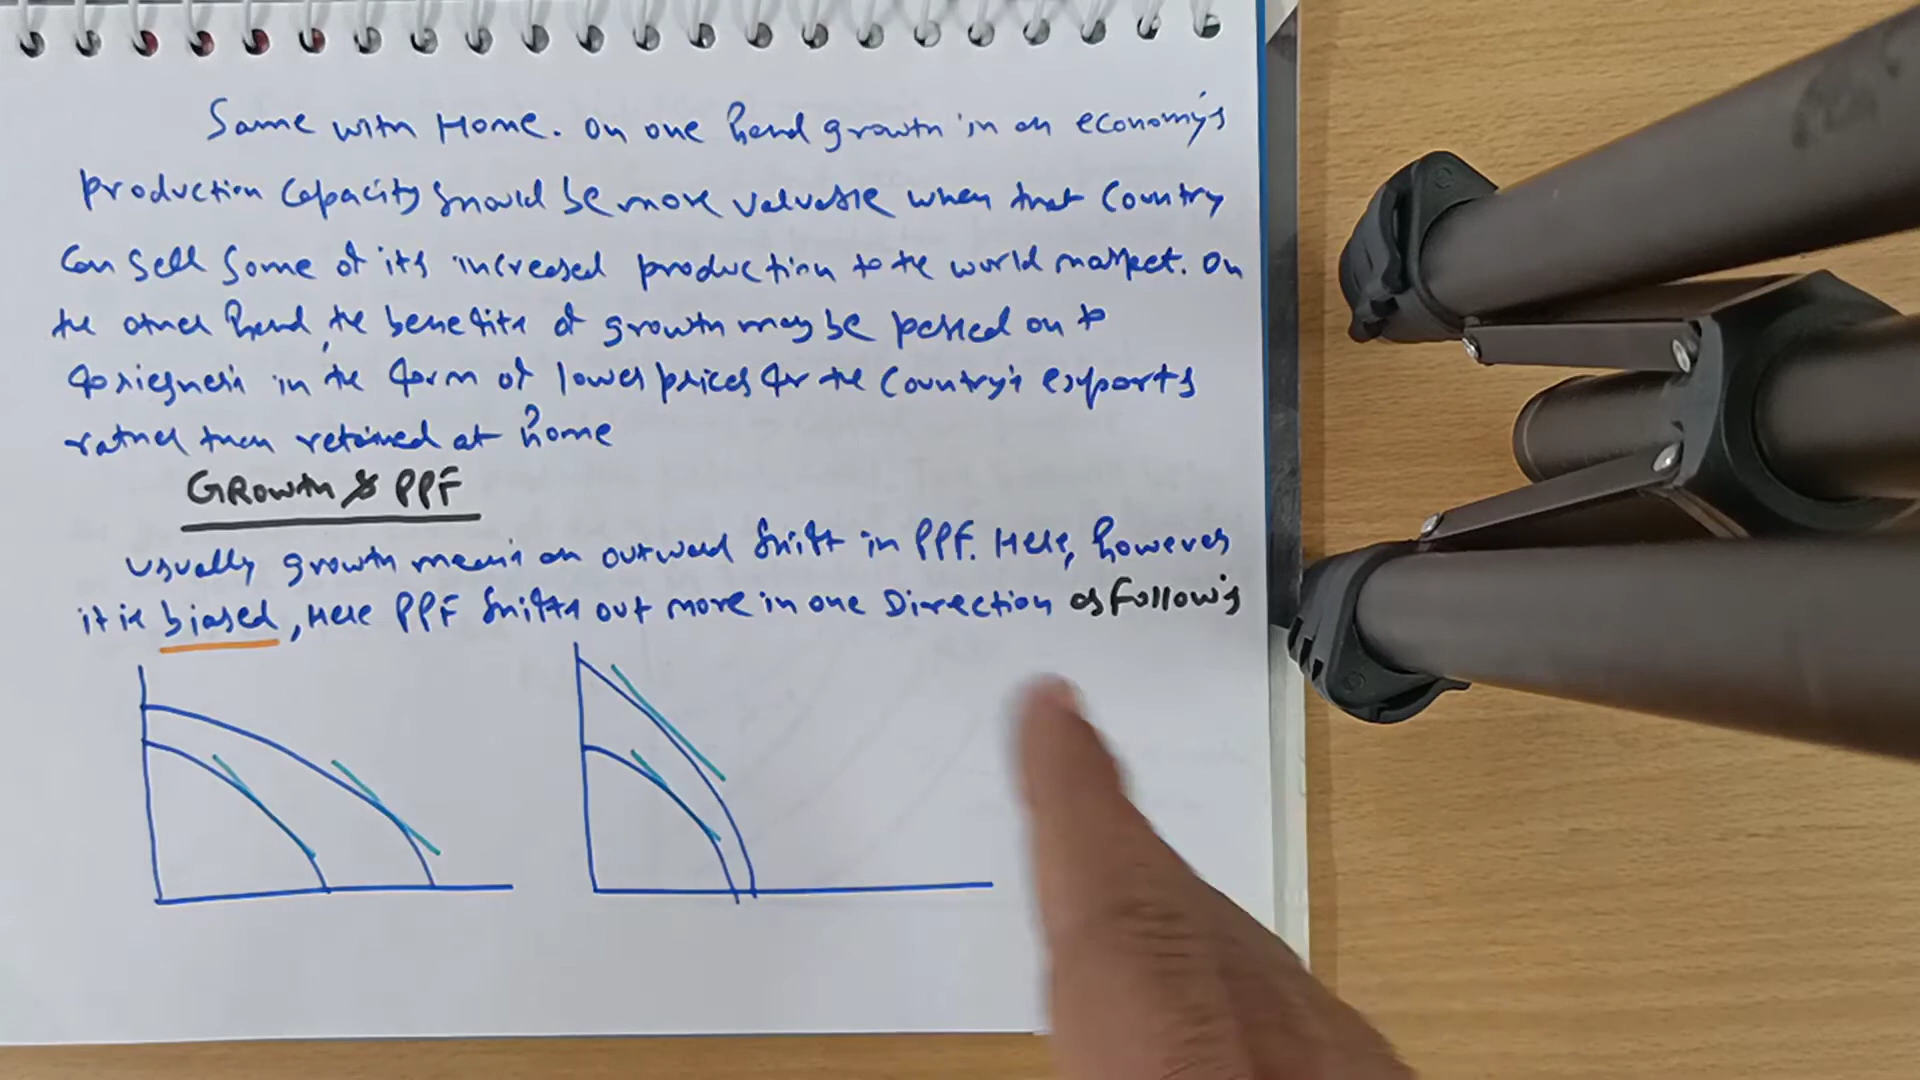 Same with Home. On one hand growth in an economy's
production capacity should be more valuable when that Country
Can sell some of its increased production to the world market. On
the other hand, the benefits of growth may be passed on to
foriegners in the form of lower prices for the Country's exports
rather than retained at home
GROWTH & PPF
Usually growth means an outward shift in PPF. Here, however
it is biased, Here PPF shifts out more in one Direction as Follow's